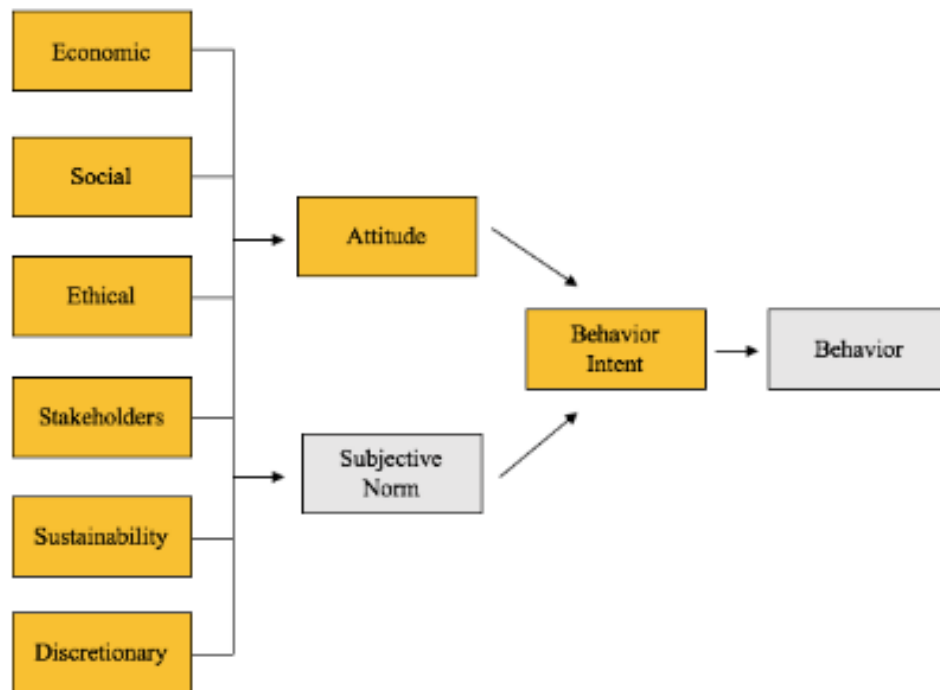 Economic
Social
Ethical
Stakeholders
Sustainability
Discretionary
Attitude
Subjective
Norm
Behavior
Intent
Behavior